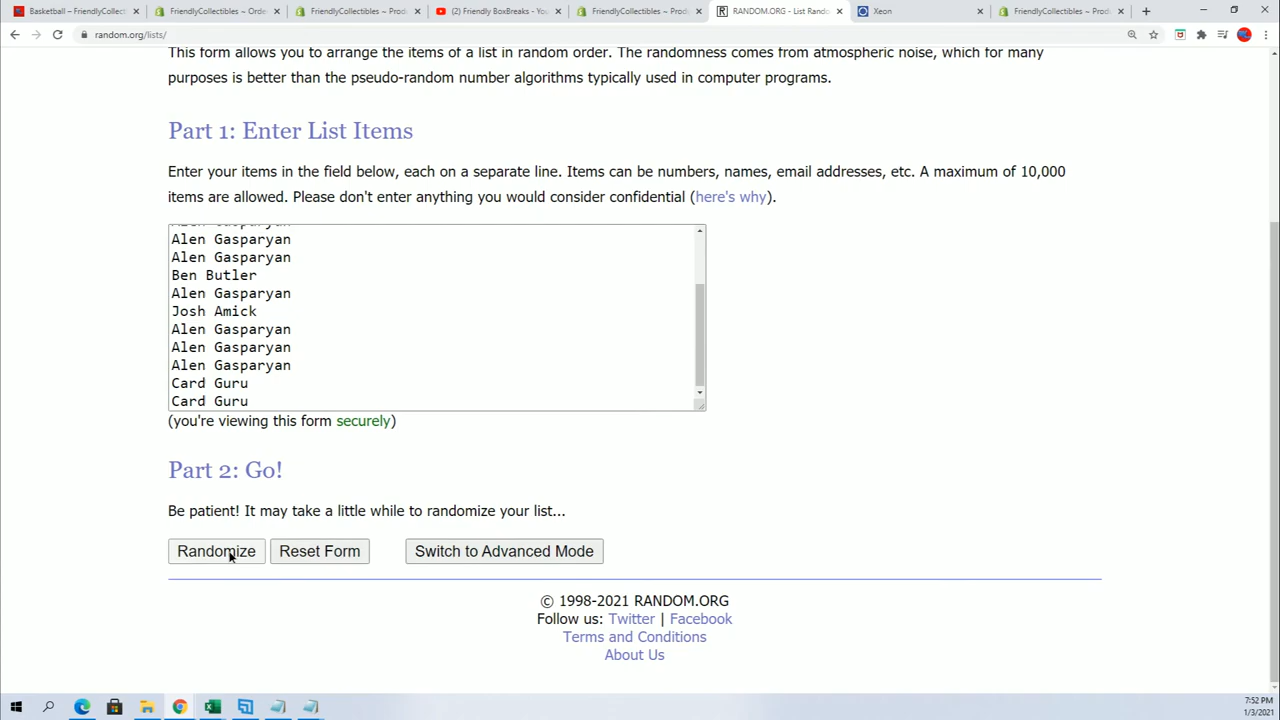 Basketball – FriendlyCollect
FriendlyCollectibles ~ Orde
FriendlyCollectibles ~ Prod
(2) Friendly BoxBreaks - You
FriendlyCollectibles ~ Prod
RANDOM.ORG - List Rando
Xeon
FriendlyCollectibles ~ Prod
random.org/lists/
This form allows you to arrange the items of a list in random order. The randomness comes from atmospheric noise, which for many
purposes is better than the pseudo-random number algorithms typically used in computer programs.
Part 1: Enter List Items
Enter your items in the field below, each on a separate line. Items can be numbers, names, email addresses, etc. A maximum of 10,000
items are allowed. Please don't enter anything you would consider confidential (here's why).
Alen Gasparyan
Alen Gasparyan
Ben Butler
Alen Gasparyan
Josh Amick
Alen Gasparyan
Alen Gasparyan
Alen Gasparyan
Card Guru
Card Guru
(you're viewing this form securely)
Part 2: Go!
Be patient! It may take a little while to randomize your list...
Randomize Reset Form Switch to Advanced Mode
© 1998-2021 RANDOM.ORG
Follow us: Twitter | Facebook
Terms and Conditions
About Us
7:52 PM
1/3/2021